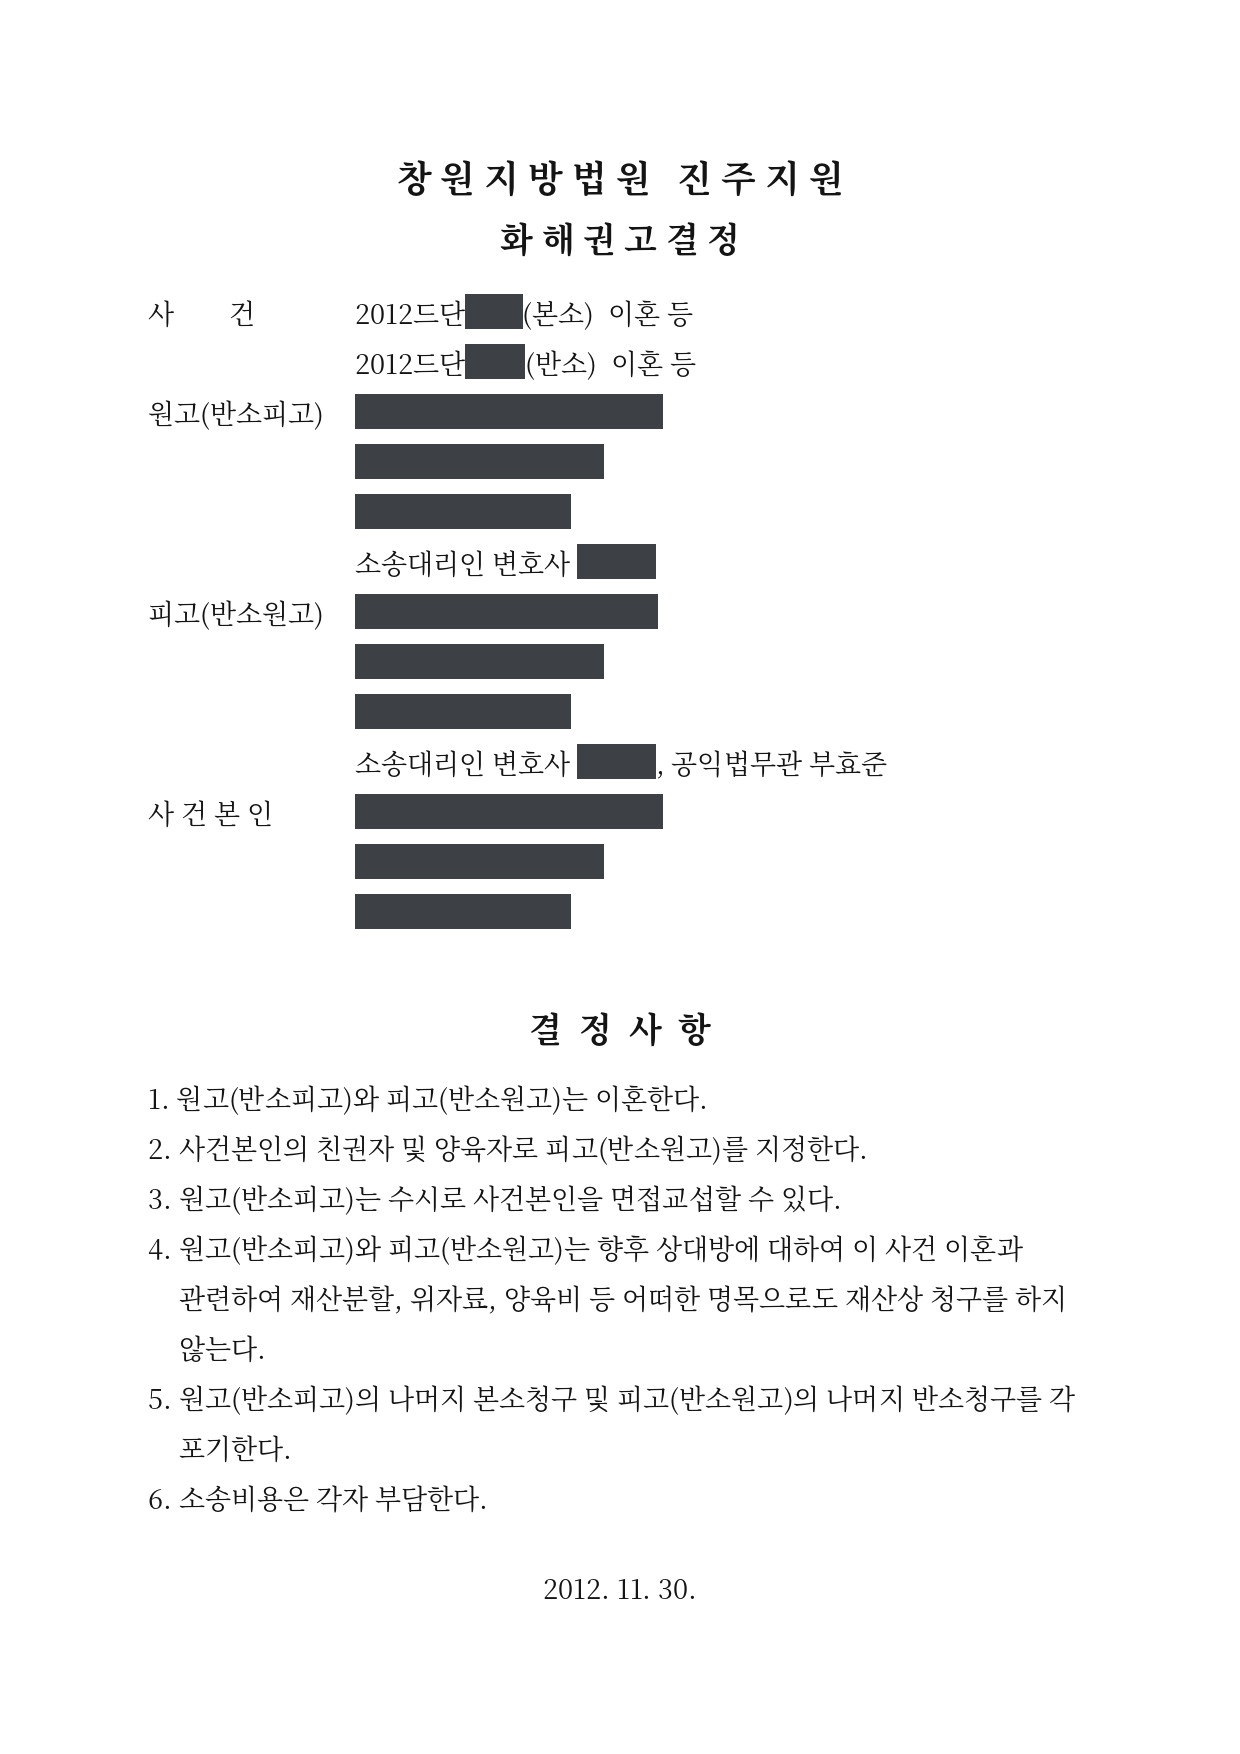 창원지방법원 진주지원
화해권고결정
사 건 2012드단 (본소) 이혼 등
2012드단 (반소) 이혼 등
원고(반소피고)
소송대리인 변호사
피고(반소원고)
소송대리인 변호사 , 공익법무관 부효준
사 건 본 인
결 정 사 항
1. 원고(반소피고)와 피고(반소원고)는 이혼한다.
2. 사건본인의 친권자 및 양육자로 피고(반소원고)를 지정한다.
3. 원고(반소피고)는 수시로 사건본인을 면접교섭할 수 있다.
4. 원고(반소피고)와 피고(반소원고)는 향후 상대방에 대하여 이 사건 이혼과
관련하여 재산분할, 위자료, 양육비 등 어떠한 명목으로도 재산상 청구를 하지
않는다.
5. 원고(반소피고)의 나머지 본소청구 및 피고(반소원고)의 나머지 반소청구를 각
포기한다.
6. 소송비용은 각자 부담한다.
2012. 11. 30.